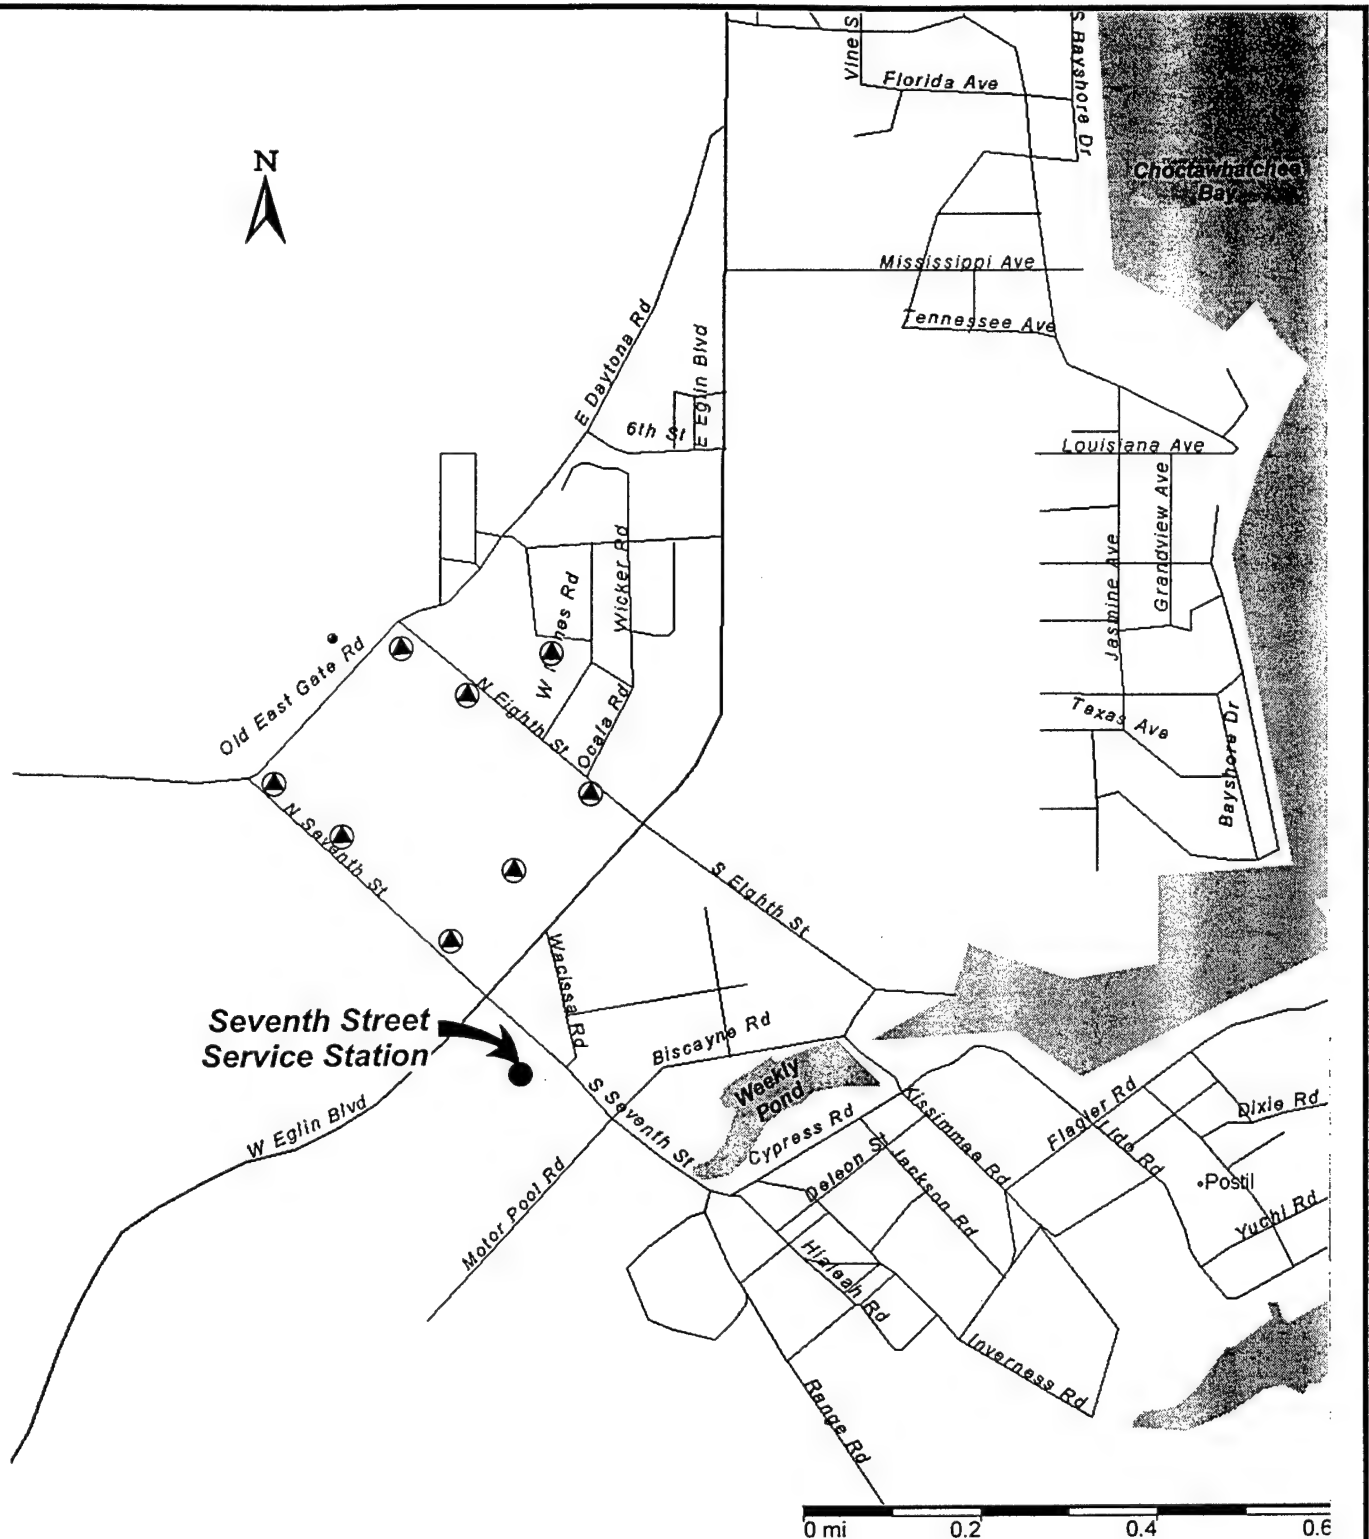 S Bayshore Dr
Vine S
Florida Ave
N
Choctawhatchee
Bay
Mississippi Ave
Tennessee Ave
E Daytona Rd
E Eglin Blvd
6th St
Louisiana Ave
Grandview Ave
Jasmine Ave
Wicker Rd
W
nes Rd
Old East Gate Rd
N Eighth St
Ocala Rd
Texas Ave
Bayshore Dr
N Seventh St
S Eighth St
Wacissa Rd
Seventh Street
Service Station
Biscayne Rd
Weekly
Pond
W Eglin Blvd
S Seventh St
Cypress Rd
Kissimmee Rd
Flagler Rd
Dixie Rd
Lido Rd
Deleon St
Jackson Rd
Postil
Yuchi Rd
Motor Pool Rd
Hialeah Rd
Inverness Rd
Range Rd
0 mi 0.2 0.4 0.6